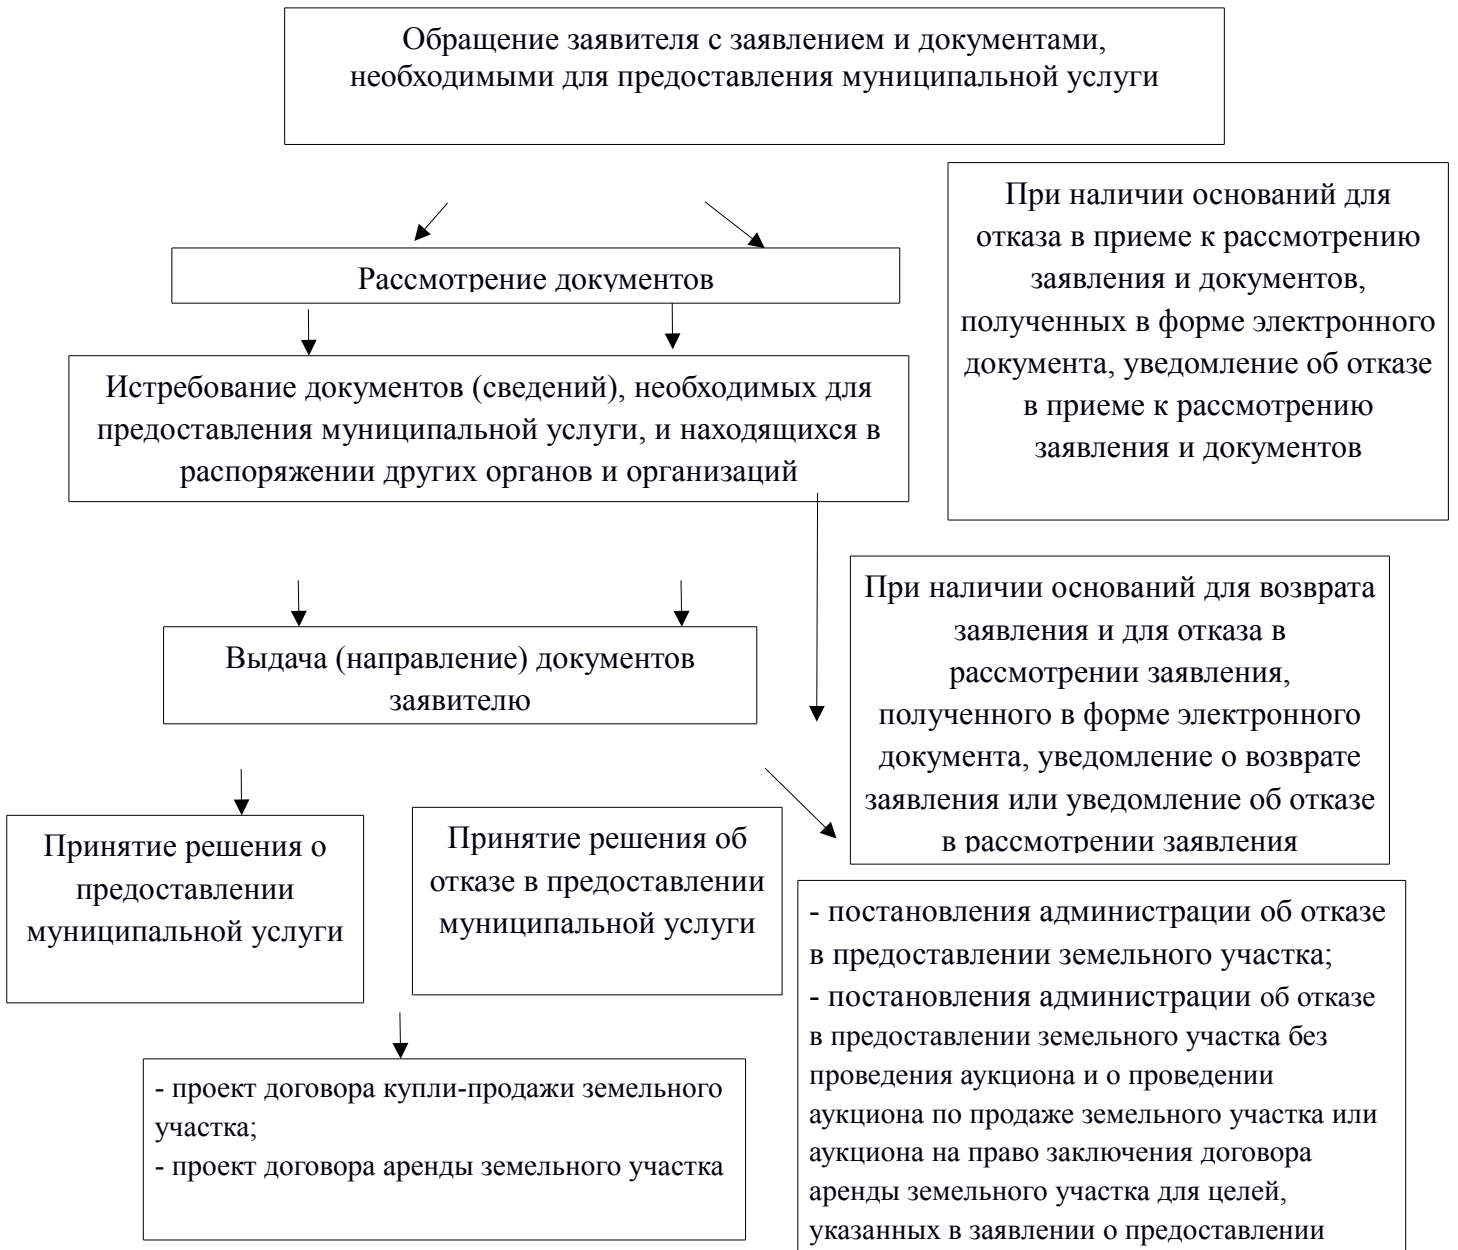 Обращение заявителя с заявлением и документами,
необходимыми для предоставления муниципальной услуги
При наличии оснований для
отказа в приеме к рассмотрению
заявления и документов,
полученных в форме электронного
документа, уведомление об отказе
в приеме к рассмотрению
заявления и документов
Рассмотрение документов
Истребование документов (сведений), необходимых для
предоставления муниципальной услуги, и находящихся в
распоряжении других органов и организаций
При наличии оснований для возврата
заявления и для отказа в
рассмотрении заявления,
полученного в форме электронного
документа, уведомление о возврате
заявления или уведомление об отказе
в рассмотрении заявления
Выдача (направление) документов
заявителю
Принятие решения о
предоставлении
муниципальной услуги
Принятие решения об
отказе в предоставлении
муниципальной услуги
- постановления администрации об отказе
в предоставлении земельного участка;
- постановления администрации об отказе
в предоставлении земельного участка без
проведения аукциона и о проведении
аукциона по продаже земельного участка или
аукциона на право заключения договора
аренды земельного участка для целей,
указанных в заявлении о предоставлении
- проект договора купли-продажи земельного
участка;
- проект договора аренды земельного участка